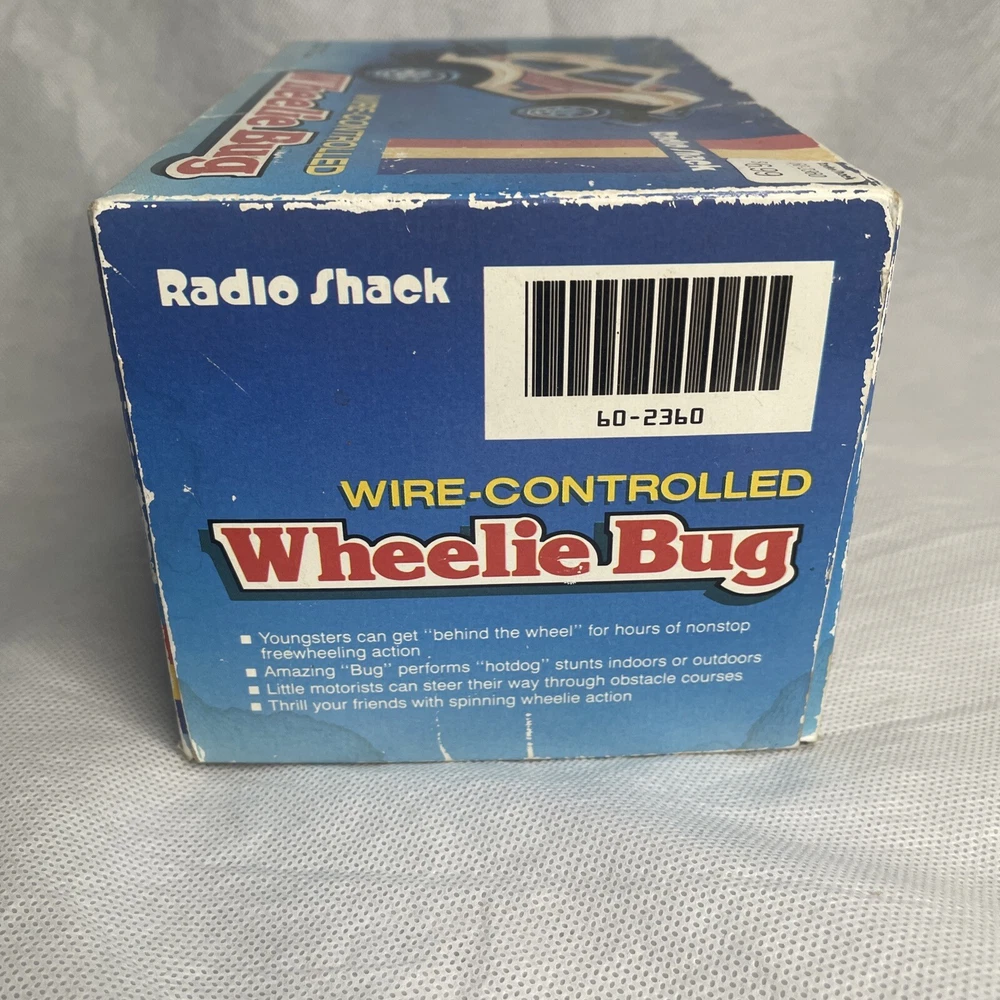 Wheelie Bug
WIRE-CONTROLLED
Radio Shack
Radio Shack
60-2360
WIRE-CONTROLLED
Wheelie Bug
■ Youngsters can get "behind the wheel" for hours of nonstop
freewheeling action
■ Amazing "Bug" performs "hotdog" stunts indoors or outdoors
■ Little motorists can steer their way through obstacle courses
■ Thrill your friends with spinning wheelie action